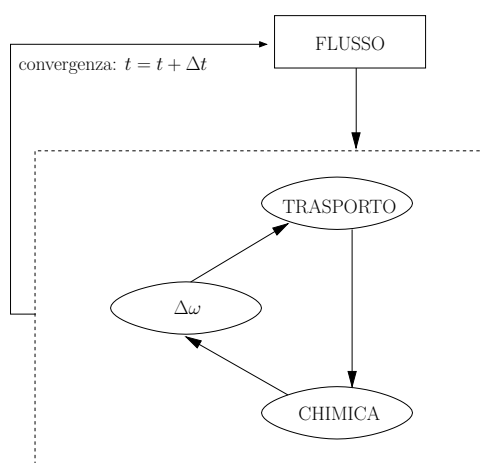 FLUSSO
convergenza: t = t + Δt
TRASPORTO
Δω
CHIMICA